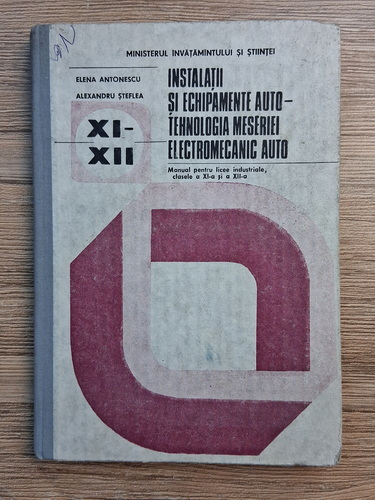 MINISTERUL INVĂȚĂMÎNTULUI ȘI ȘTIINȚEI
ELENA ANTONESCU
ALEXANDRU ȘTEFLEA
XI-
XII
INSTALAȚII
ȘI ECHIPAMENTE AUTO-
TEHNOLOGIA MESERIEI
ELECTROMECANIC AUTO
Manual pentru licee industriale,
clasele a XI-a și a XII-a